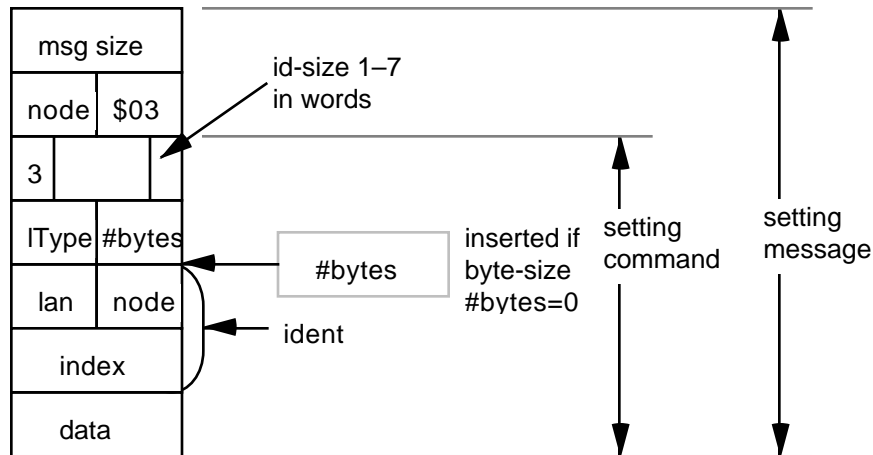 msg size
id-size 1–7
in words
node $03
3
lType #bytes
#bytes
inserted if
byte-size
#bytes=0
setting
command
setting
message
lan node
ident
index
data